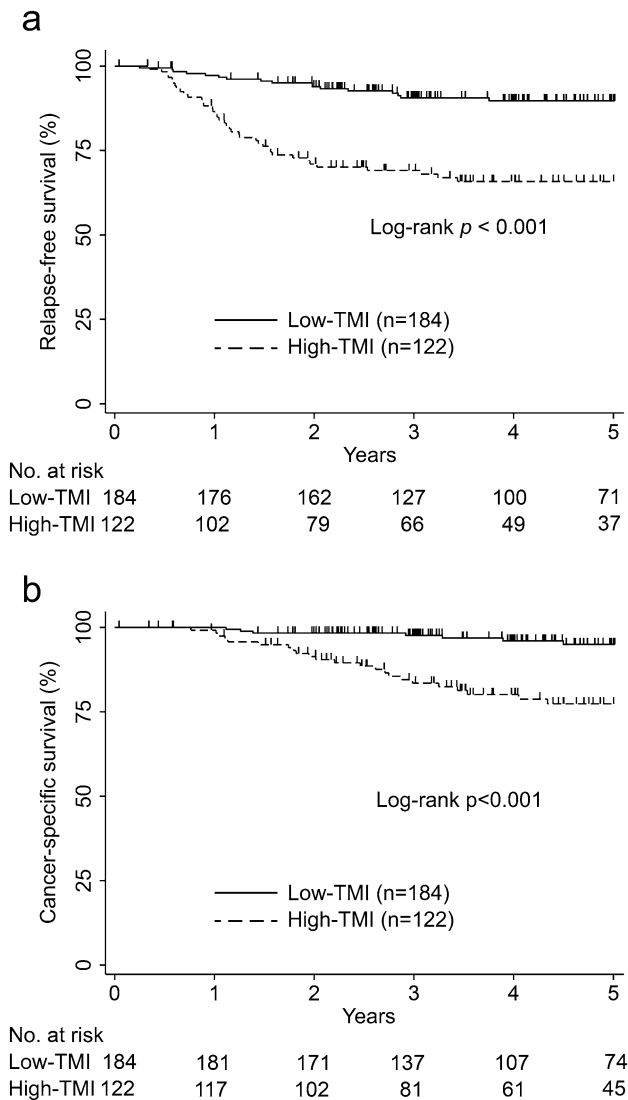 a
100
75
50
25
0
Relapse-free survival (%)
Log-rank p < 0.001
Low-TMI (n=184)
High-TMI (n=122)
0 1 2 3 4 5
Years
No. at risk
Low-TMI 184 176 162 127 100 71
High-TMI 122 102 79 66 49 37
b
100
75
50
25
0
Cancer-specific survival (%)
Log-rank p<0.001
Low-TMI (n=184)
High-TMI (n=122)
0 1 2 3 4 5
Years
No. at risk
Low-TMI 184 181 171 137 107 74
High-TMI 122 117 102 81 61 45